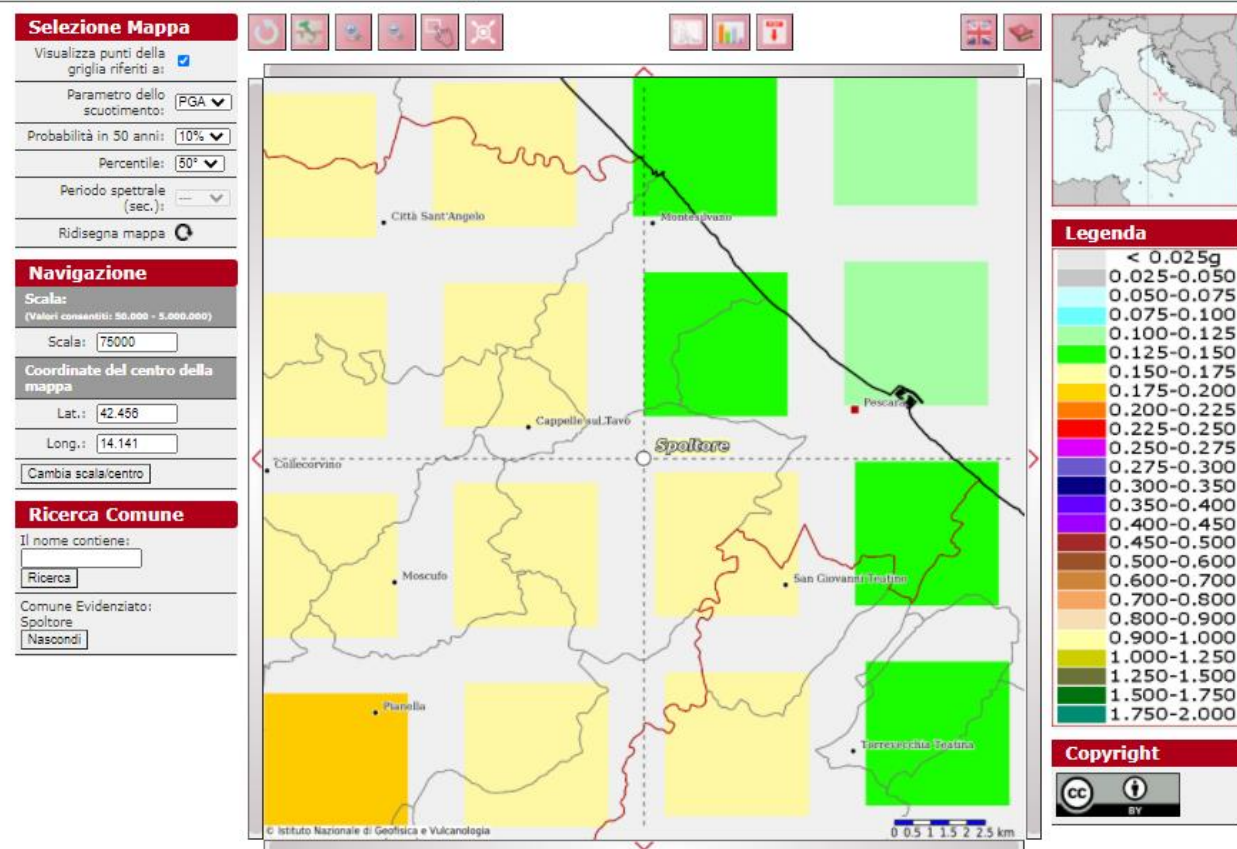 Selezione Mappa
Visualizza punti della
griglia riferiti a:
Parametro dello
scuotimento:
PGA
Probabilità in 50 anni:
10%
Percentile:
50°
Periodo spettrale
(sec.):
---
Ridisegna mappa
Navigazione
Scala:
(Valori consentiti: 50.000 - 5.000.000)
Scala:
75000
Coordinate del centro della
mappa
Lat.:
42.456
Long.:
14.141
Cambia scala/centro
Ricerca Comune
Il nome contiene:
Ricerca
Comune Evidenziato:
Spoltore
Nascondi
Città Sant'Angelo
Montesilvano
Pescara
Cappelle sul Tavo
Spoltore
Collecorvino
Moscufo
San Giovanni Teatino
Pianella
Torrevecchia Teatina
© Istituto Nazionale di Geofisica e Vulcanologia
0 0.5 1 1.5 2 2.5 km
Legenda
< 0.025g
0.025-0.050
0.050-0.075
0.075-0.100
0.100-0.125
0.125-0.150
0.150-0.175
0.175-0.200
0.200-0.225
0.225-0.250
0.250-0.275
0.275-0.300
0.300-0.350
0.350-0.400
0.400-0.450
0.450-0.500
0.500-0.600
0.600-0.700
0.700-0.800
0.800-0.900
0.900-1.000
1.000-1.250
1.250-1.500
1.500-1.750
1.750-2.000
Copyright
cc
BY